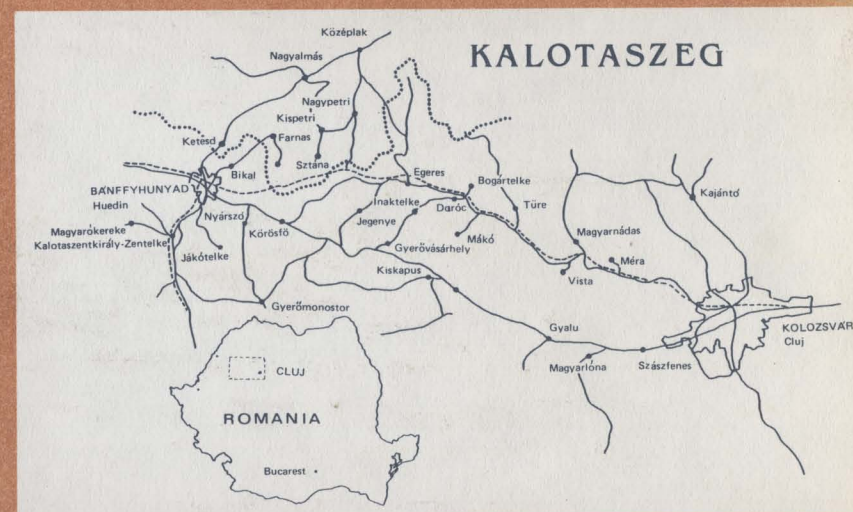 KALOTASZEG
Középlak
Nagyalmás
Nagypetri
Kispetri
Ketesd
Farnas
Bikal
Sztána
Egeres
Bogártelke
BÁNFFYHUNYAD
Huedin
Inaktelke
Daróc
Türe
Kajántó
Nyárszó
Jegenye
Magyarókereke
Körösfö
Magyarnádas
Kalotaszentkirály-Zentelke
Mákó
Gyerővásárhely
Jákótelke
Méra
Kiskapus
Vista
Gyerőmonostor
KOLOZSVÁR
Cluj
Gyalu
Magyarlóna
Szászfenes
CLUJ
ROMANIA
Bucarest